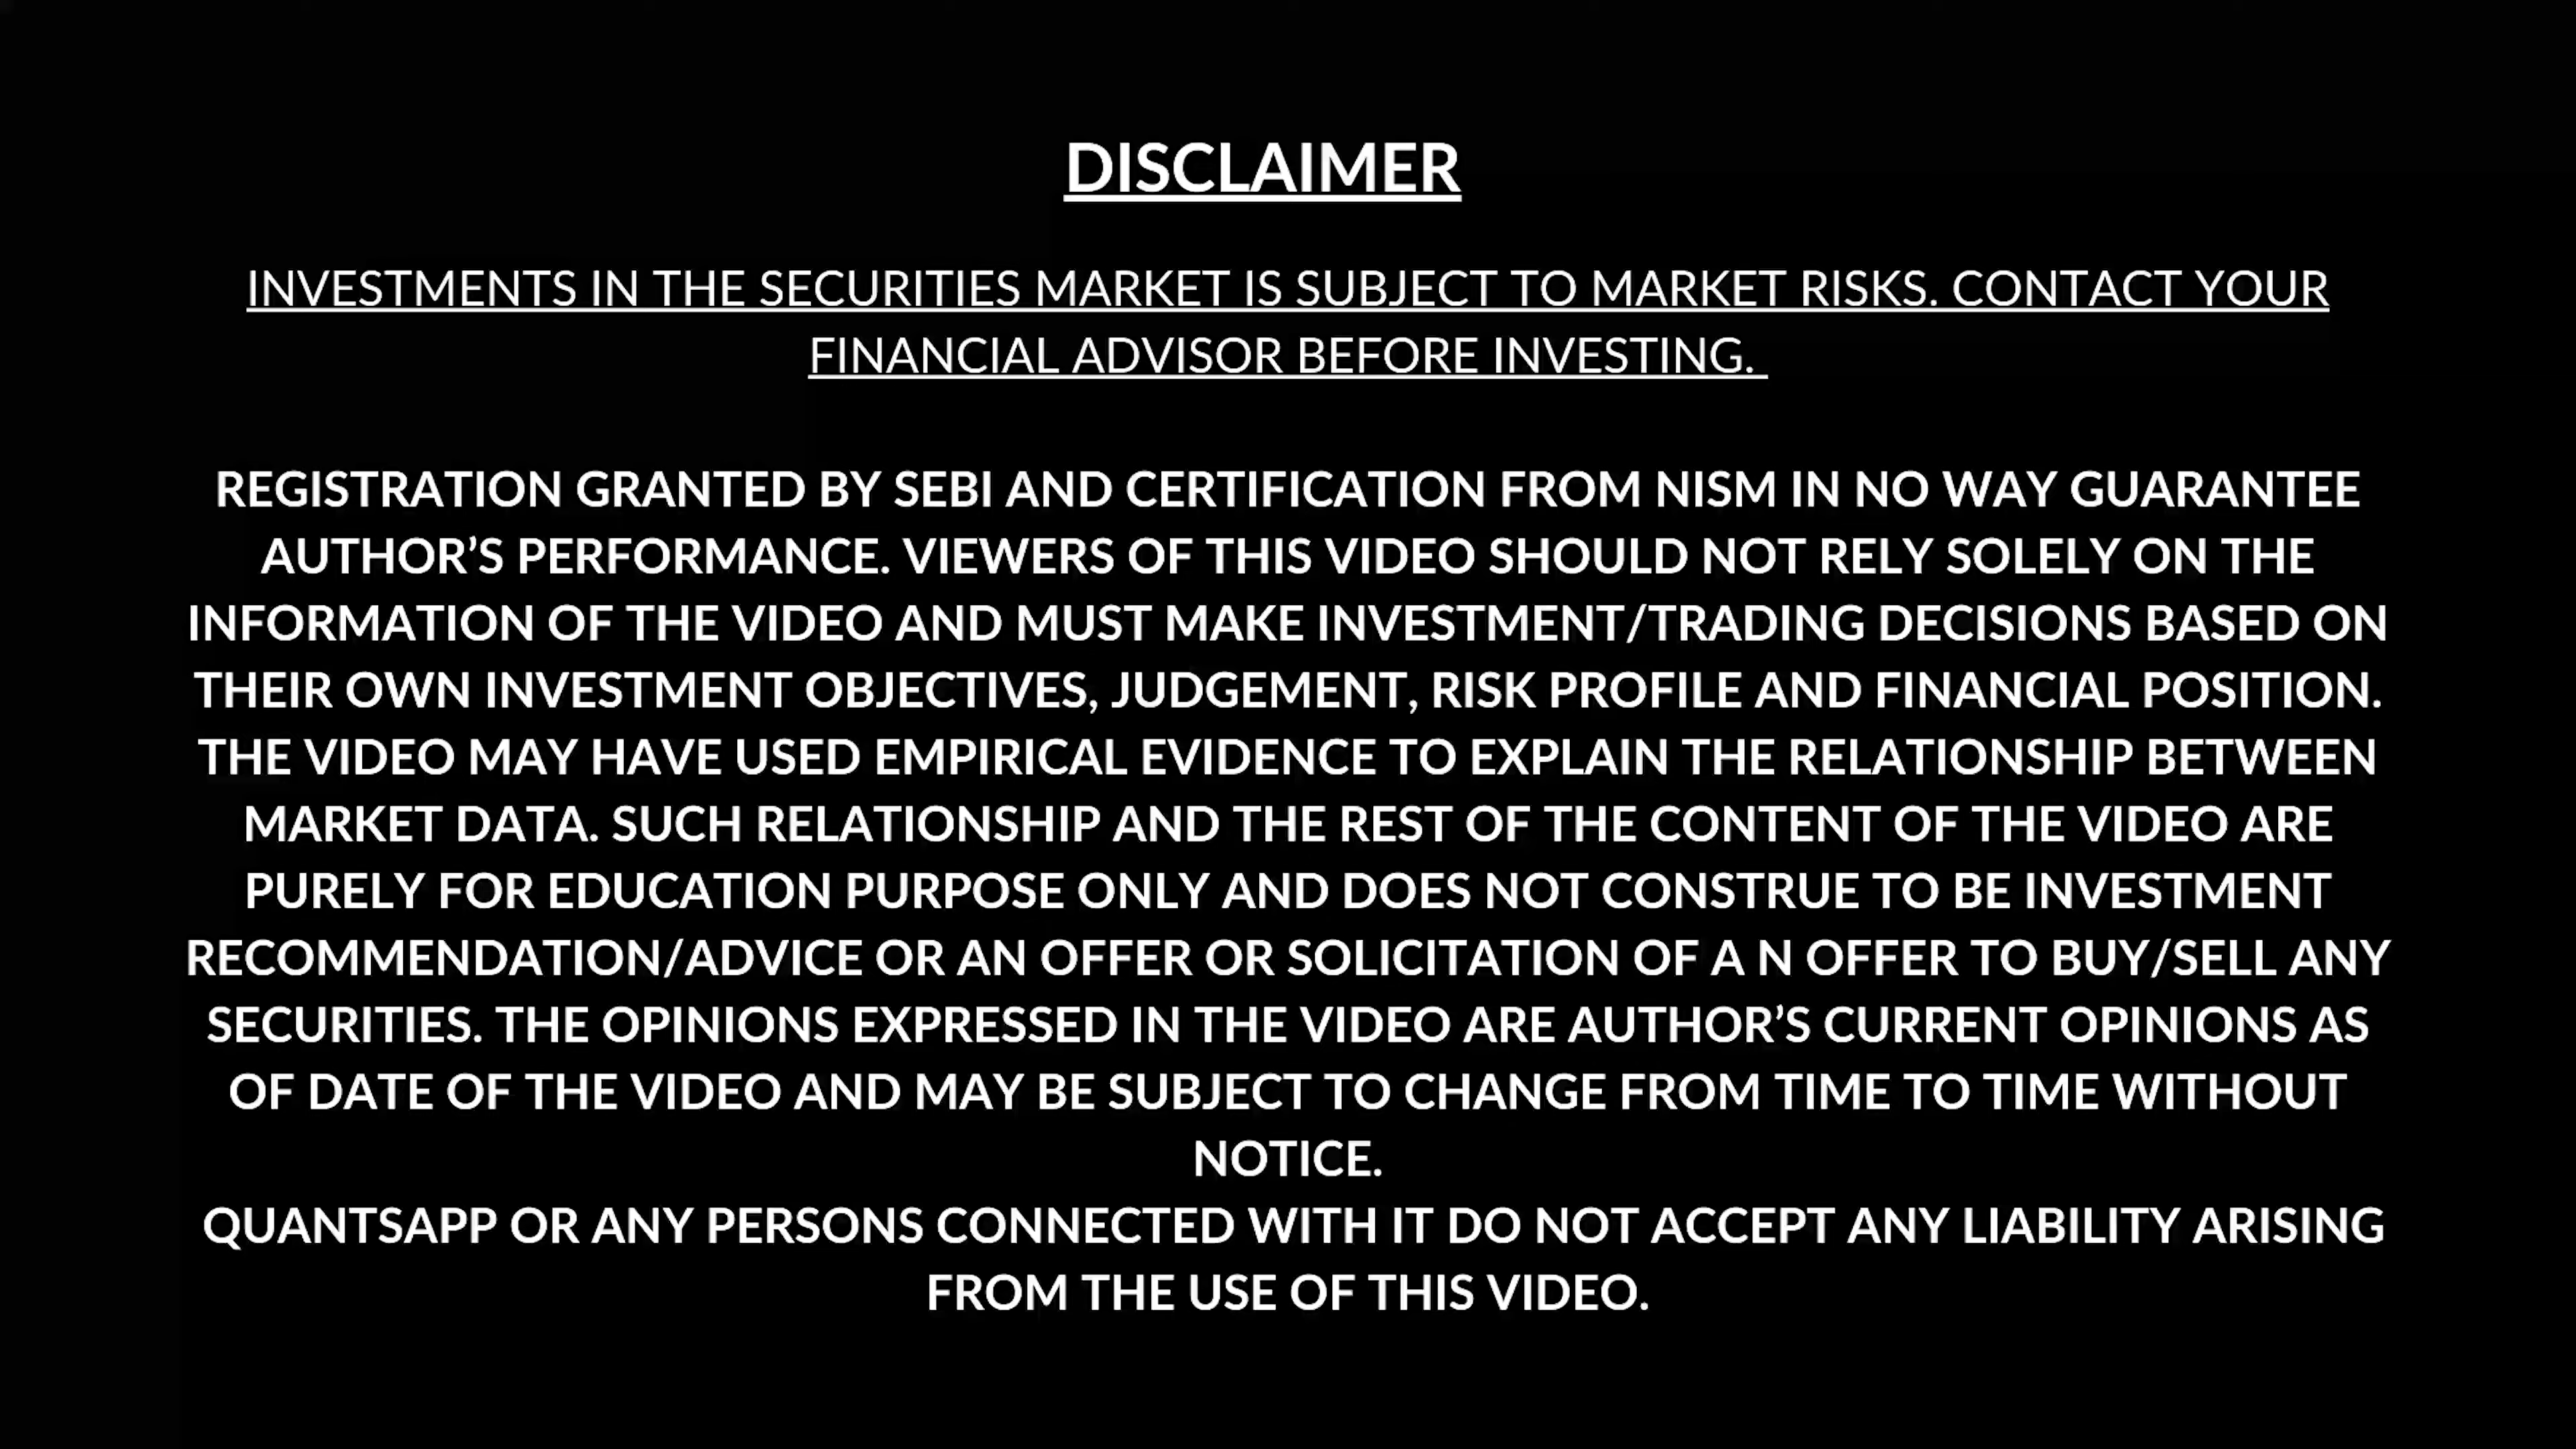 DISCLAIMER
INVESTMENTS IN THE SECURITIES MARKET IS SUBJECT TO MARKET RISKS. CONTACT YOUR
FINANCIAL ADVISOR BEFORE INVESTING.
REGISTRATION GRANTED BY SEBI AND CERTIFICATION FROM NISM IN NO WAY GUARANTEE
AUTHOR’S PERFORMANCE. VIEWERS OF THIS VIDEO SHOULD NOT RELY SOLELY ON THE
INFORMATION OF THE VIDEO AND MUST MAKE INVESTMENT/TRADING DECISIONS BASED ON
THEIR OWN INVESTMENT OBJECTIVES, JUDGEMENT, RISK PROFILE AND FINANCIAL POSITION.
THE VIDEO MAY HAVE USED EMPIRICAL EVIDENCE TO EXPLAIN THE RELATIONSHIP BETWEEN
MARKET DATA. SUCH RELATIONSHIP AND THE REST OF THE CONTENT OF THE VIDEO ARE
PURELY FOR EDUCATION PURPOSE ONLY AND DOES NOT CONSTRUE TO BE INVESTMENT
RECOMMENDATION/ADVICE OR AN OFFER OR SOLICITATION OF A N OFFER TO BUY/SELL ANY
SECURITIES. THE OPINIONS EXPRESSED IN THE VIDEO ARE AUTHOR’S CURRENT OPINIONS AS
OF DATE OF THE VIDEO AND MAY BE SUBJECT TO CHANGE FROM TIME TO TIME WITHOUT
NOTICE.
QUANTSAPP OR ANY PERSONS CONNECTED WITH IT DO NOT ACCEPT ANY LIABILITY ARISING
FROM THE USE OF THIS VIDEO.